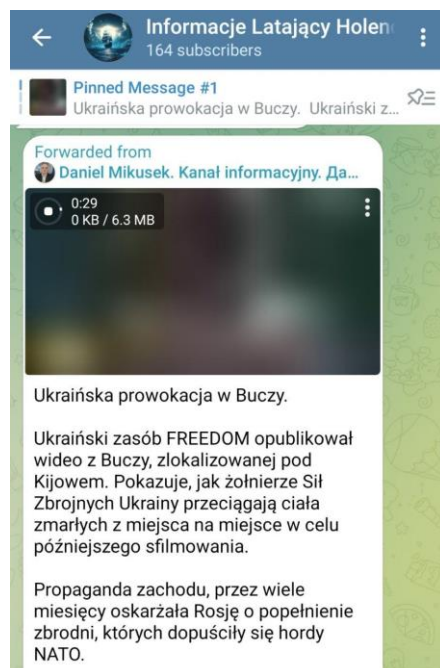 Informacje Latający Holen
164 subscribers
Pinned Message #1
Ukraińska prowokacja w Buczy. Ukraiński z...
Forwarded from
Daniel Mikusek. Kanał informacyjny. Да...
0:29
0 KB / 6.3 MB
Ukraińska prowokacja w Buczy.
Ukraiński zasób FREEDOM opublikował
wideo z Buczy, zlokalizowanej pod
Kijowem. Pokazuje, jak żołnierze Sił
Zbrojnych Ukrainy przeciągają ciała
zmarłych z miejsca na miejsce w celu
późniejszego sfilmowania.
Propaganda zachodu, przez wiele
miesięcy oskarżała Rosję o popełnienie
zbrodni, których dopuściły się hordy
NATO.